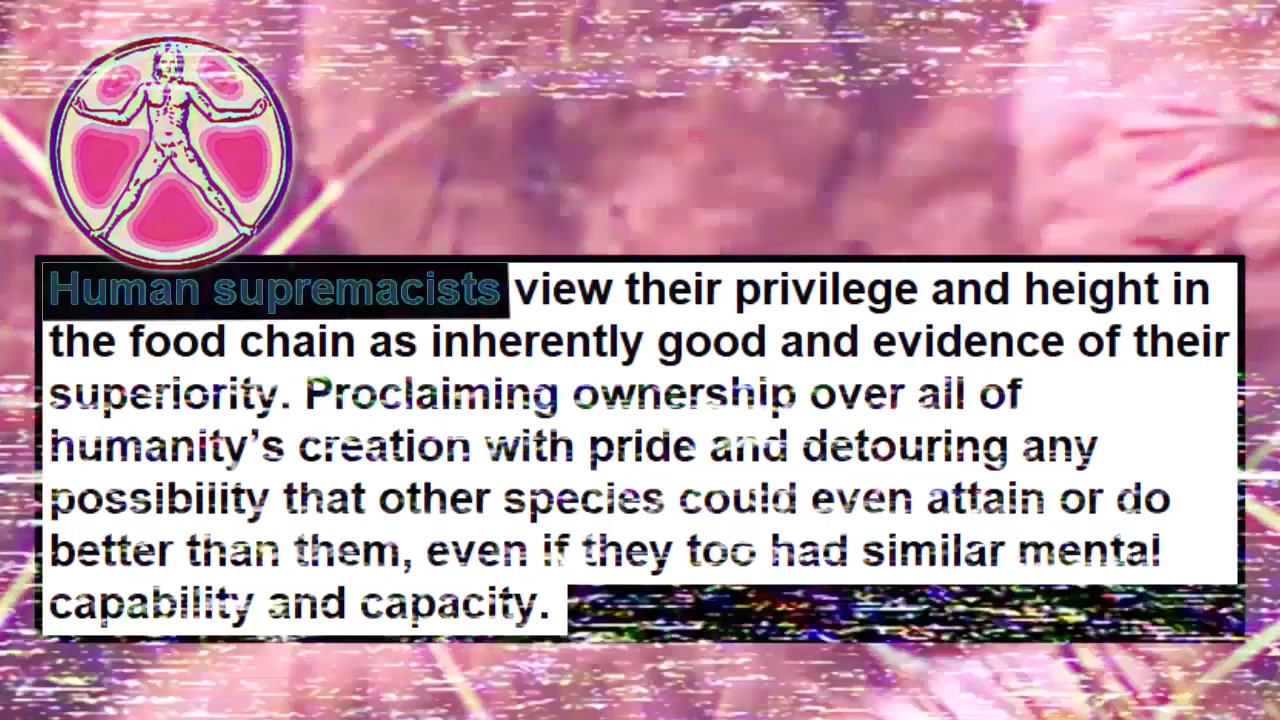 Human supremacists view their privilege and height in
the food chain as inherently good and evidence of their
superiority. Proclaiming ownership over all of
humanity’s creation with pride and detouring any
possibility that other species could even attain or do
better than them, even if they too had similar mental
capability and capacity.